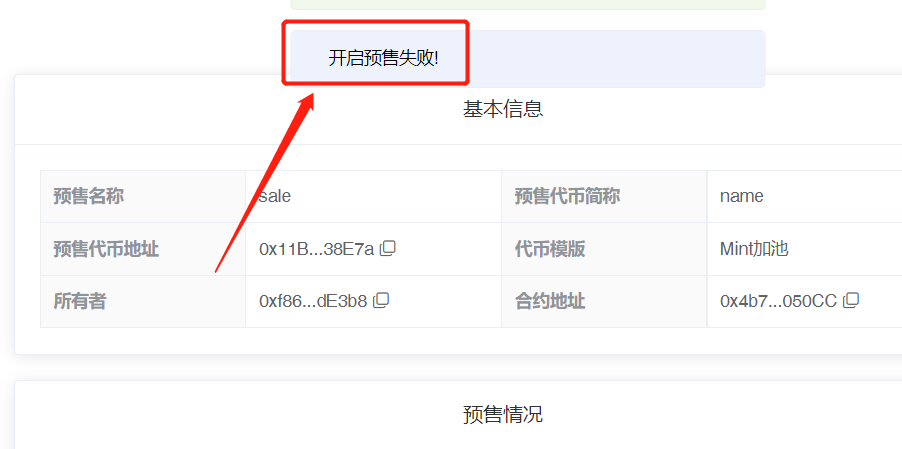 开启预售失败!
基本信息
预售名称 sale 预售代币简称 name
预售代币地址 0x11B...38E7a 代币模版 Mint加池
所有者 0xf86...dE3b8 合约地址 0x4b7...050CC
预售情况